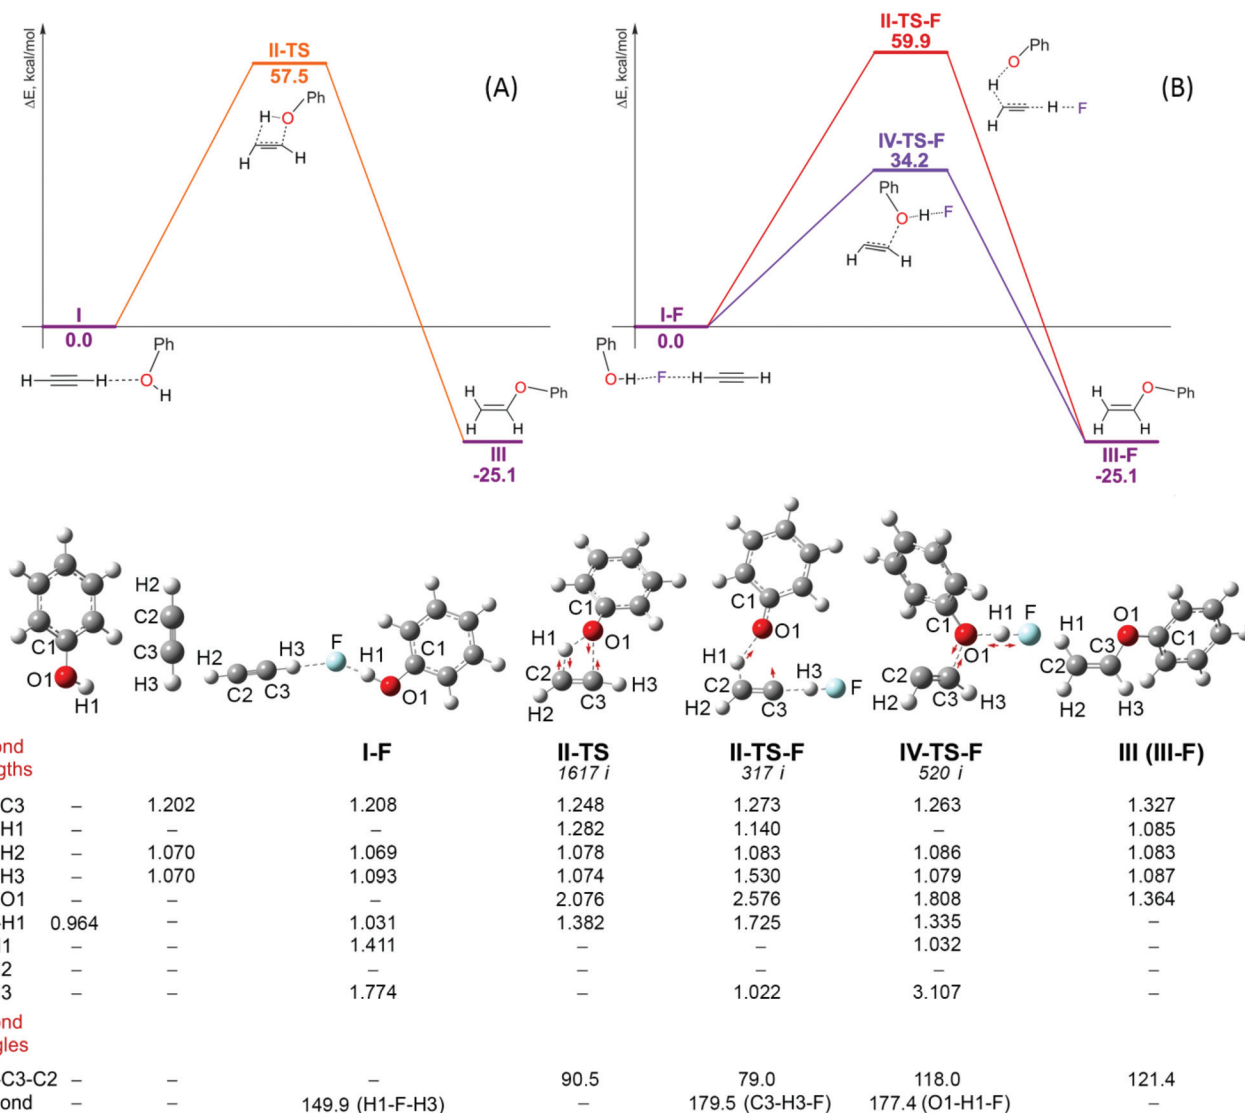 ΔE, kcal/mol
II-TS
57.5
(A)
H
O
Ph
H
H
I
0.0
Ph
H
H
O
H
H
O
Ph
H
H
III
-25.1
ΔE, kcal/mol
II-TS-F
59.9
(B)
Ph
O
H
H
F
H
IV-TS-F
34.2
Ph
O
H
F
H
H
I-F
0.0
Ph
O
H
F
H
H
H
O
Ph
H
H
III-F
-25.1
C1
O1
H1
H2
C2
C3
H3
H2
C2
C3
H3
F
H1
C1
O1
C1
H1
O1
C2
H2
C3
H3
C1
O1
H1
C2
H2
C3
H3
F
C1
O1
H1
F
C2
H2
C3
H3
H1
C2
H2
C3
H3
O1
C1
ond I-F II-TS II-TS-F IV-TS-F III (III-F)
gths 1617 i 317 i 520 i
C3 – 1.202 1.208 1.248 1.273 1.263 1.327
H1 – – – 1.282 1.140 – 1.085
H2 – 1.070 1.069 1.078 1.083 1.086 1.083
H3 – 1.070 1.093 1.074 1.530 1.079 1.087
O1 – – – 2.076 2.576 1.808 1.364
-H1 0.964 – 1.031 1.382 1.725 1.335 –
1 – – 1.411 – – 1.032 –
2 – – – – – – –
3 – – 1.774 – 1.022 3.107 –
ond
gles
-C3-C2 – – – 90.5 79.0 118.0 121.4
ond – – 149.9 (H1-F-H3) – 179.5 (C3-H3-F) 177.4 (O1-H1-F) –